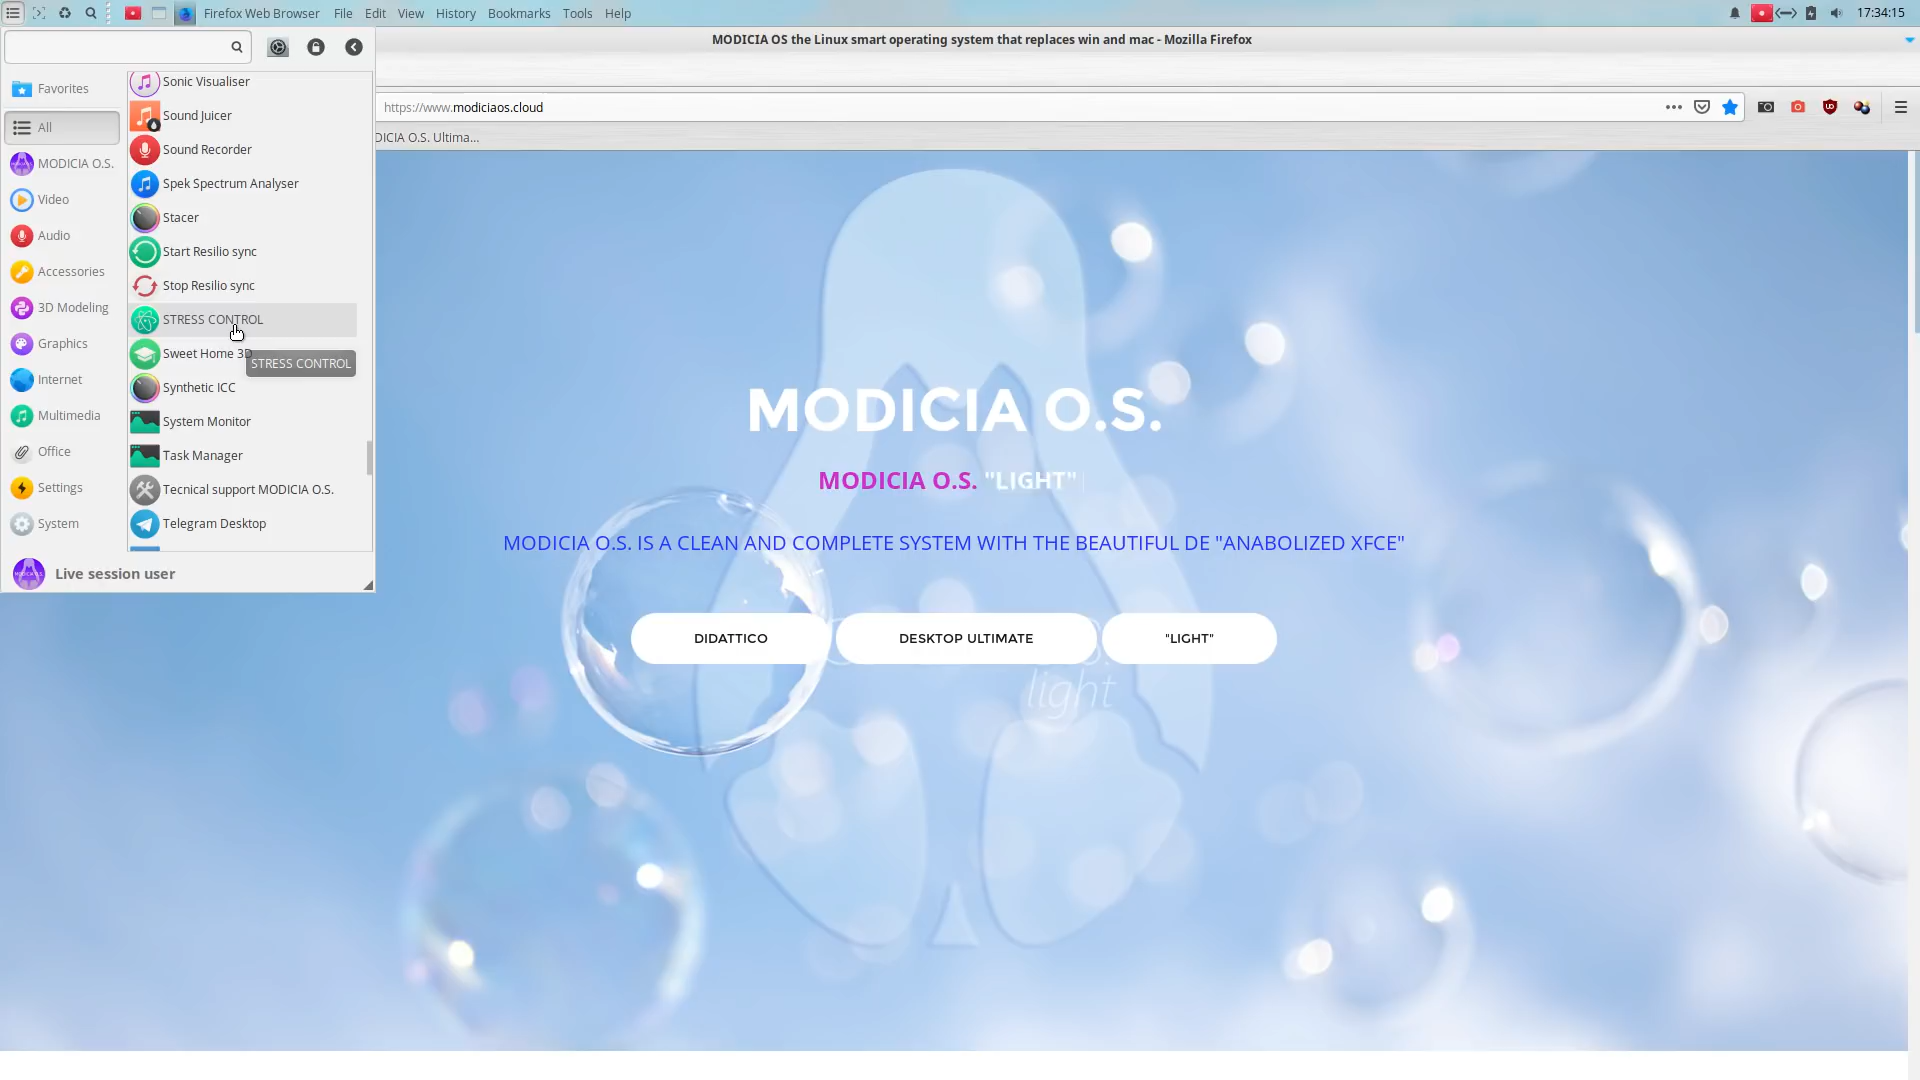 Firefox Web Browser File Edit View History Bookmarks Tools Help 17:34:15
MODICIA OS the Linux smart operating system that replaces win and mac - Mozilla Firefox
https://www.modiciaos.cloud
DICIA O.S. Ultima...
Favorites
All
MODICIA O.S.
Video
Audio
Accessories
3D Modeling
Graphics
Internet
Multimedia
Office
Settings
System
Sonic Visualiser
Sound Juicer
Sound Recorder
Spek Spectrum Analyser
Stacer
Start Resilio sync
Stop Resilio sync
STRESS CONTROL
Sweet Home 3D
STRESS CONTROL
Synthetic ICC
System Monitor
Task Manager
Tecnical support MODICIA O.S.
Telegram Desktop
Live session user
MODICIA O.S.
MODICIA O.S. "LIGHT"
MODICIA O.S. IS A CLEAN AND COMPLETE SYSTEM WITH THE BEAUTIFUL DE "ANABOLIZED XFCE"
DIDATTICO DESKTOP ULTIMATE "LIGHT"
light